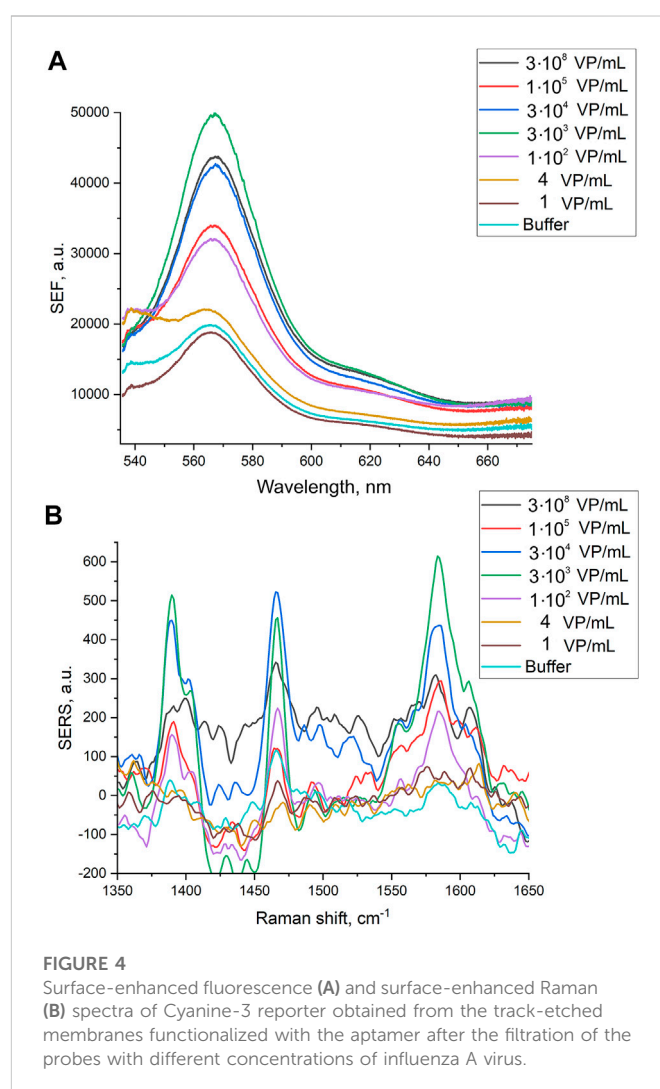 A
3·10⁸ VP/mL
1·10⁵ VP/mL
3·10⁴ VP/mL
3·10³ VP/mL
1·10² VP/mL
4 VP/mL
1 VP/mL
Buffer
50000
40000
30000
20000
10000
SEF, a.u.
540 560 580 600 620 640 660
Wavelength, nm
B
3·10⁸ VP/mL
1·10⁵ VP/mL
3·10⁴ VP/mL
3·10³ VP/mL
1·10² VP/mL
4 VP/mL
1 VP/mL
Buffer
600
500
400
300
200
100
0
-100
-200
SERS, a.u.
1350 1400 1450 1500 1550 1600 1650
Raman shift, cm⁻¹
FIGURE 4
Surface-enhanced fluorescence (A) and surface-enhanced Raman
(B) spectra of Cyanine-3 reporter obtained from the track-etched
membranes functionalized with the aptamer after the filtration of the
probes with different concentrations of influenza A virus.